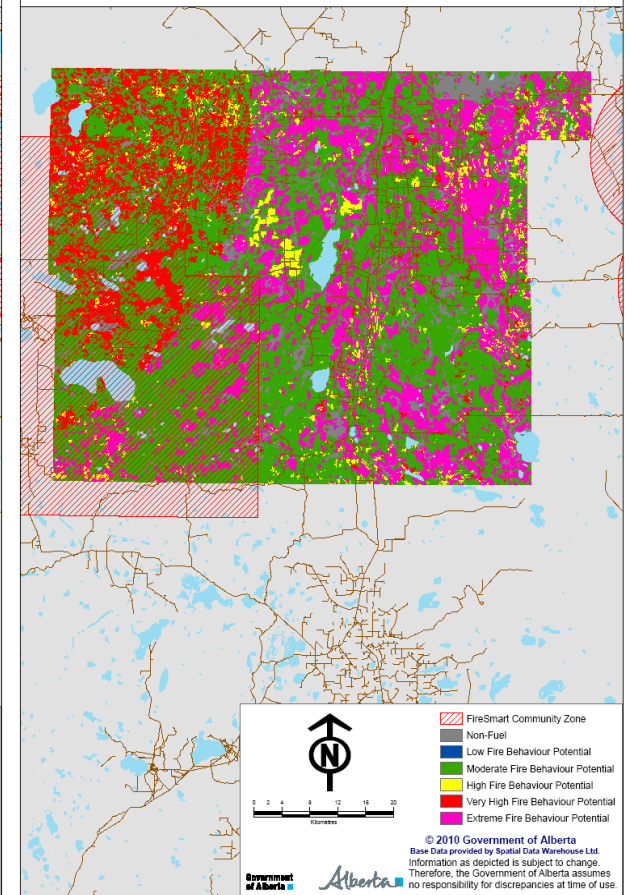 N
0 2 4 8 12 16 20
Kilometres
FireSmart Community Zone
Non-Fuel
Low Fire Behaviour Potential
Moderate Fire Behaviour Potential
High Fire Behaviour Potential
Very High Fire Behaviour Potential
Extreme Fire Behaviour Potential
© 2010 Government of Alberta
Base Data provided by Spatial Data Warehouse Ltd.
Information as depicted is subject to change.
Therefore, the Government of Alberta assumes
no responsibility for discrepancies at time of use.
Government
of Alberta
Alberta